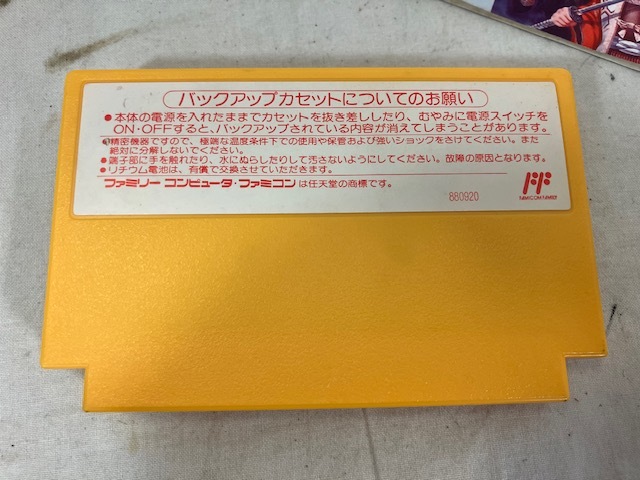 バックアップカセットについてのお願い
●本体の電源を入れたままでカセットを抜き差ししたり、むやみに電源スイッチを
ON・OFFすると、バックアップされている内容が消えてしまうことがあります。
●精密機器ですので、極端な温度条件下での使用や保管および強いショックをさけてください。また
絶対に分解しないでください。
●端子部に手を触れたり、水にぬらしたりして汚さないようにしてください。故障の原因となります。
●リチウム電池は、有償で交換させていただきます。
ファミリーコンピュータ・ファミコンは任天堂の商標です。
880920
FAMICOM FAMILY